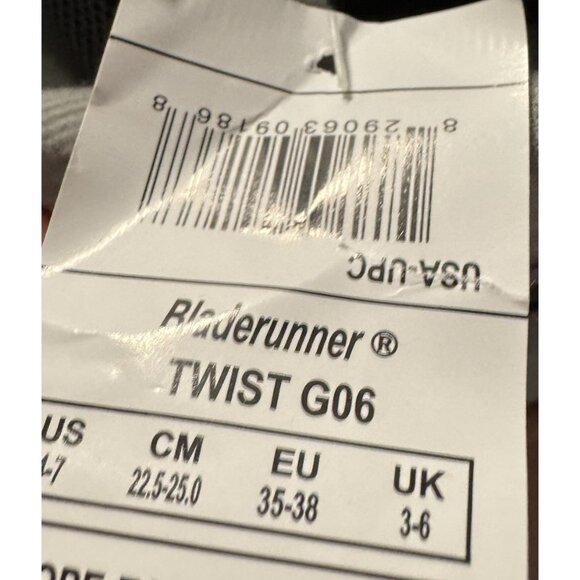 8 29063 09186 8
USA-UPC
Bladerunner ®
TWIST G06
US CM EU UK
4-7 22.5-25.0 35-38 3-6